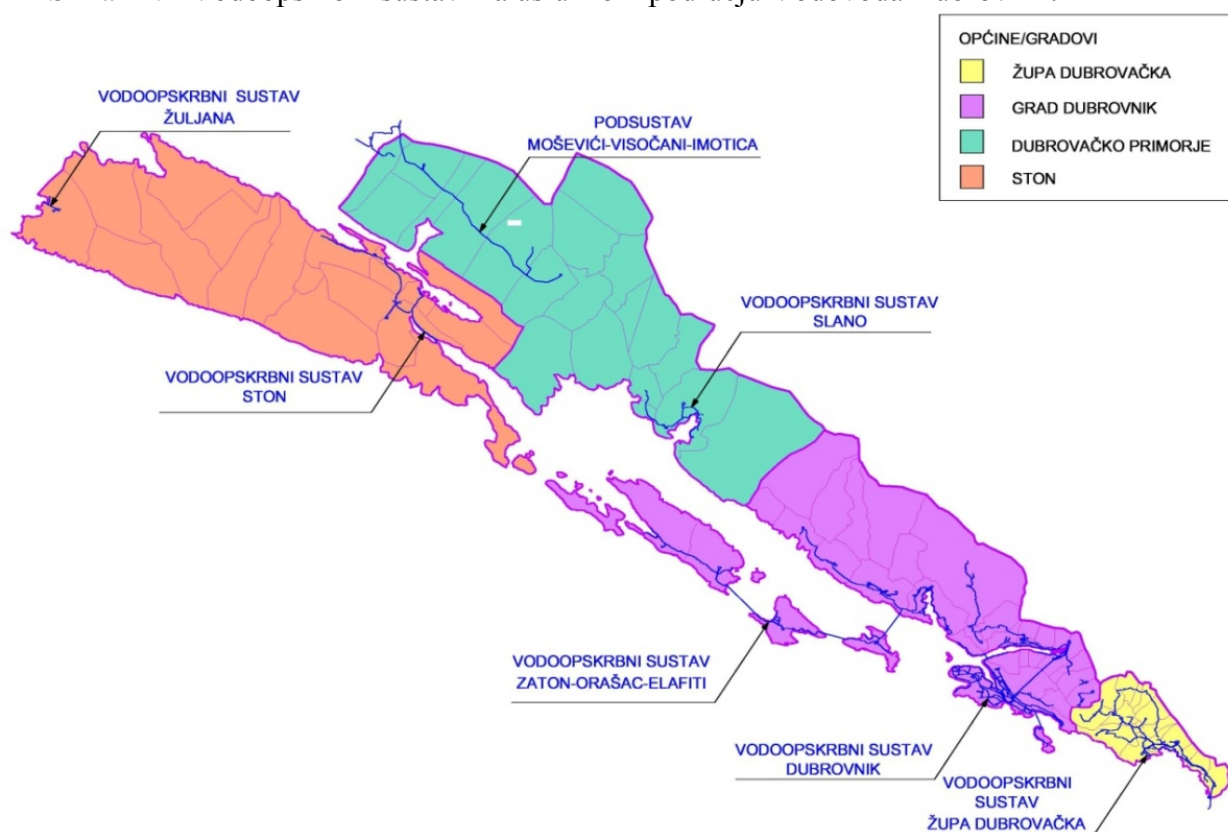 OPĆINE/GRADOVI
ŽUPA DUBROVAČKA
GRAD DUBROVNIK
DUBROVAČKO PRIMORJE
STON
VODOOPSKRBNI SUSTAV
ŽULJANA
PODSUSTAV
MOŠEVIĆI-VISOČANI-IMOTICA
VODOOPSKRBNI SUSTAV
SLANO
VODOOPSKRBNI SUSTAV
STON
VODOOPSKRBNI SUSTAV
ZATON-ORAŠAC-ELAFITI
VODOOPSKRBNI SUSTAV
DUBROVNIK
VODOOPSKRBNI
SUSTAV
ŽUPA DUBROVAČKA